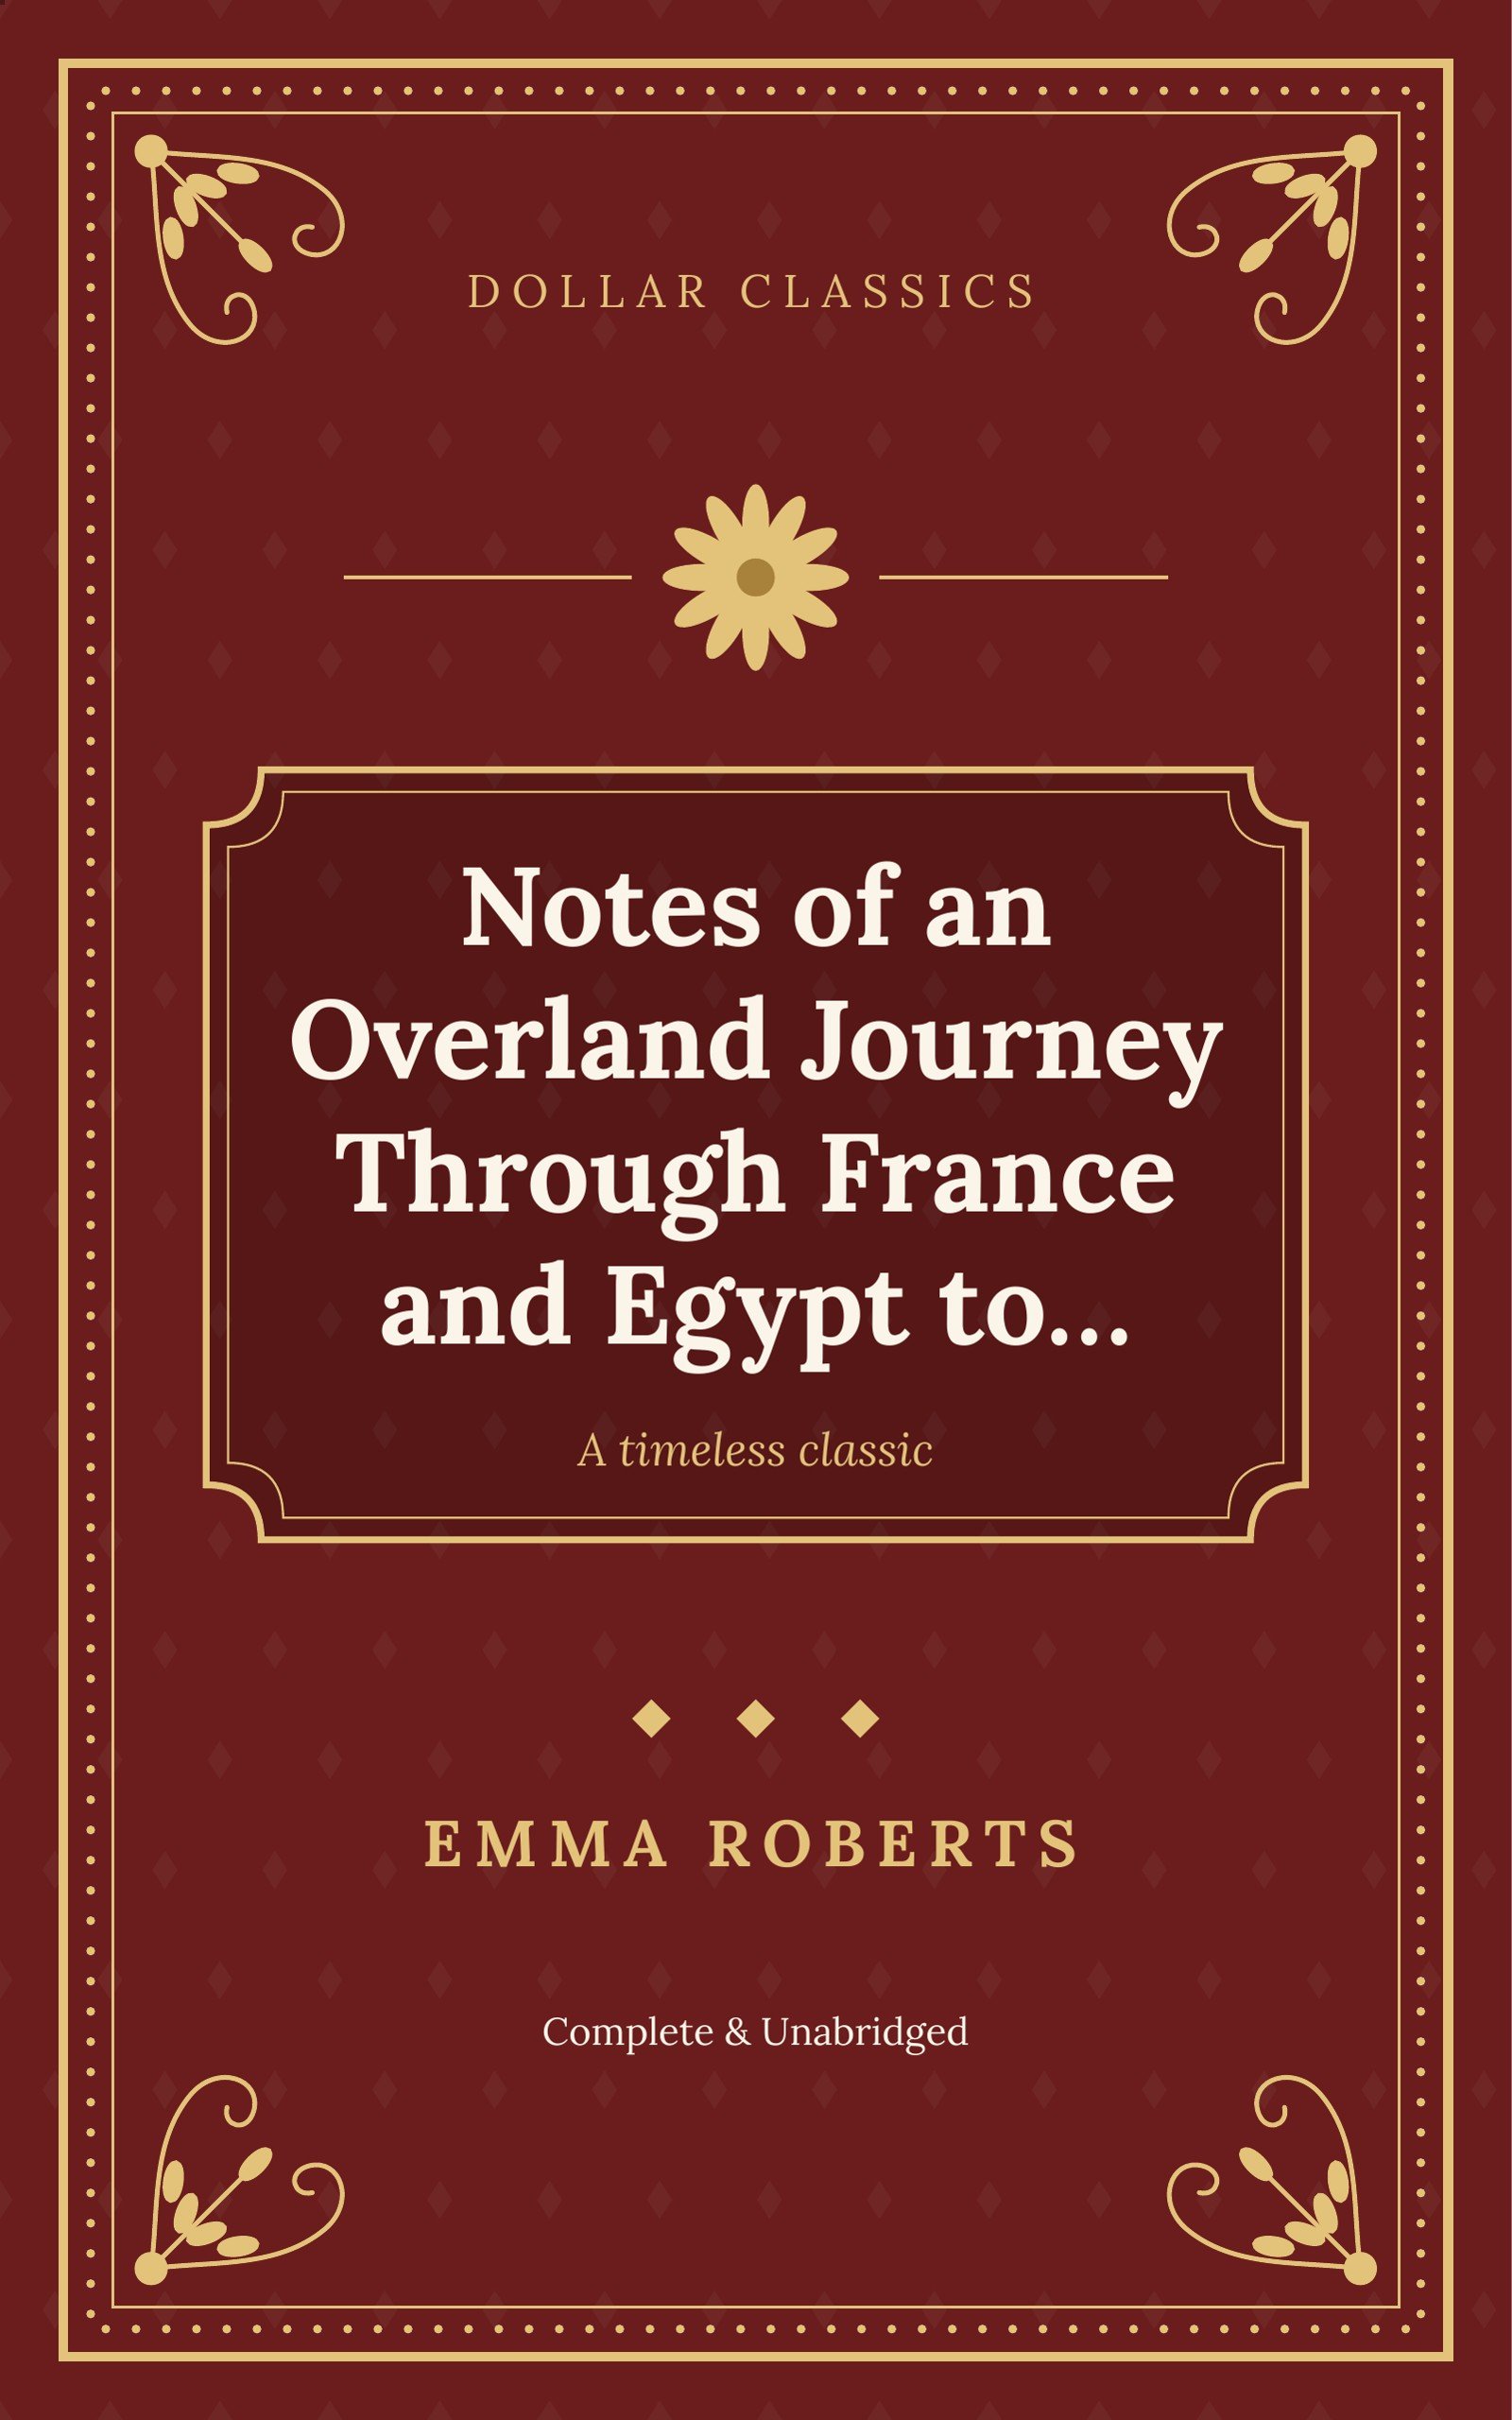 DOLLAR CLASSICS
Notes of an
Overland Journey
Through France
and Egypt to...
A timeless classic
EMMA ROBERTS
Complete & Unabridged